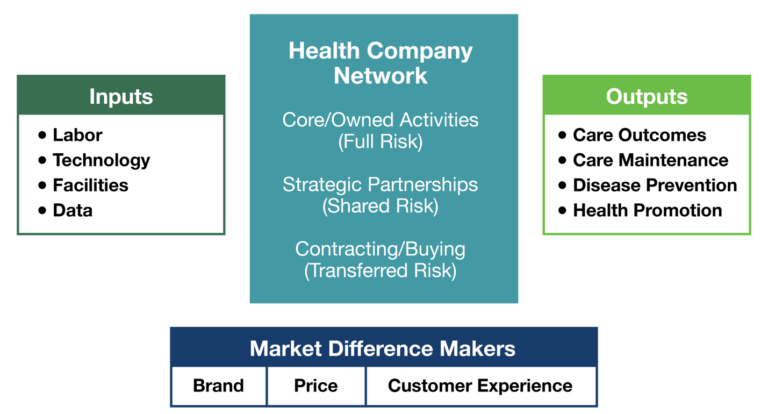 Health Company
Network
Core/Owned Activities
(Full Risk)
Strategic Partnerships
(Shared Risk)
Contracting/Buying
(Transferred Risk)
Inputs
• Labor
• Technology
• Facilities
• Data
Outputs
• Care Outcomes
• Care Maintenance
• Disease Prevention
• Health Promotion
Market Difference Makers
Brand
Price
Customer Experience